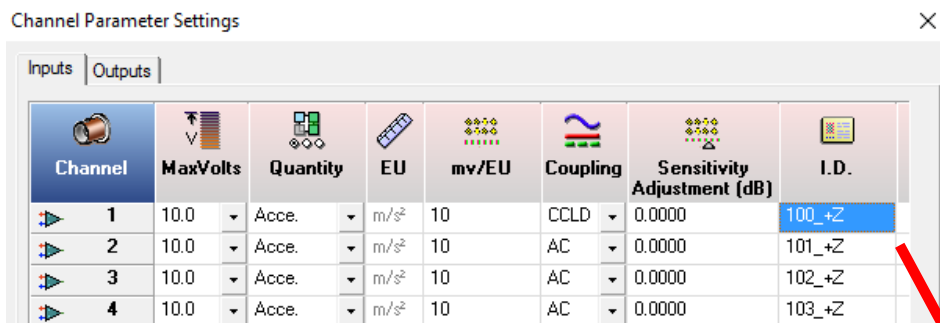 Channel Parameter Settings
Inputs Outputs
Channel MaxVolts Quantity EU mv/EU Coupling Sensitivity Adjustment (dB) I.D.
1 10.0 Acce. m/s² 10 CCLD 0.0000 100_+Z
2 10.0 Acce. m/s² 10 AC 0.0000 101_+Z
3 10.0 Acce. m/s² 10 AC 0.0000 102_+Z
4 10.0 Acce. m/s² 10 AC 0.0000 103_+Z